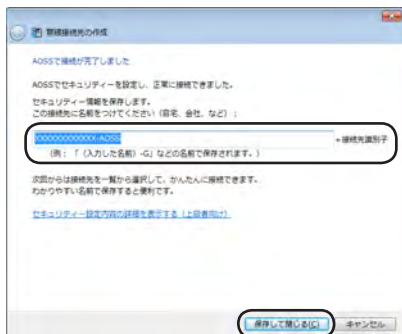 無線接続先の作成
AOSSで接続が完了しました
AOSSでセキュリティーを設定し、正常に接続できました。
セキュリティー情報を保存します。
この接続先に名前をつけてください（自宅、会社、など）：
XXXXXXXXXXXX-AOSS
+接続先識別子
（例：「（入力した名前）-G」などの名前で保存されます。）
次回からは接続先を一覧から選択して、かんたんに接続できます。
わかりやすい名前で保存すると便利です。
セキュリティー設定内容の詳細を表示する（上級者向け）
保存して閉じる(C)
キャンセル